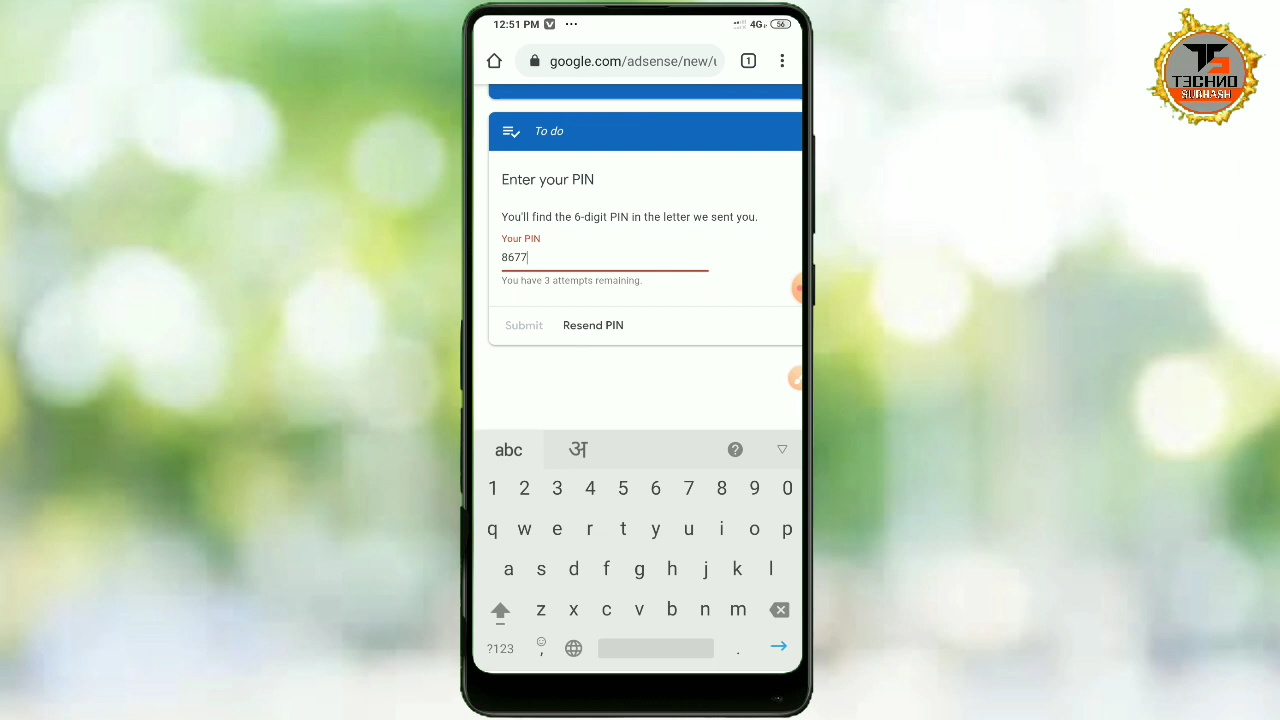 12:51 PM V ...
4G 56
google.com/adsense/new/u
1
To do
Enter your PIN
You'll find the 6-digit PIN in the letter we sent you.
Your PIN
8677
You have 3 attempts remaining.
Submit Resend PIN
abc अ ?
1 2 3 4 5 6 7 8 9 0
q w e r t y u i o p
a s d f g h j k l
z x c v b n m
?123 , .
T3CHNO
SUBHASH